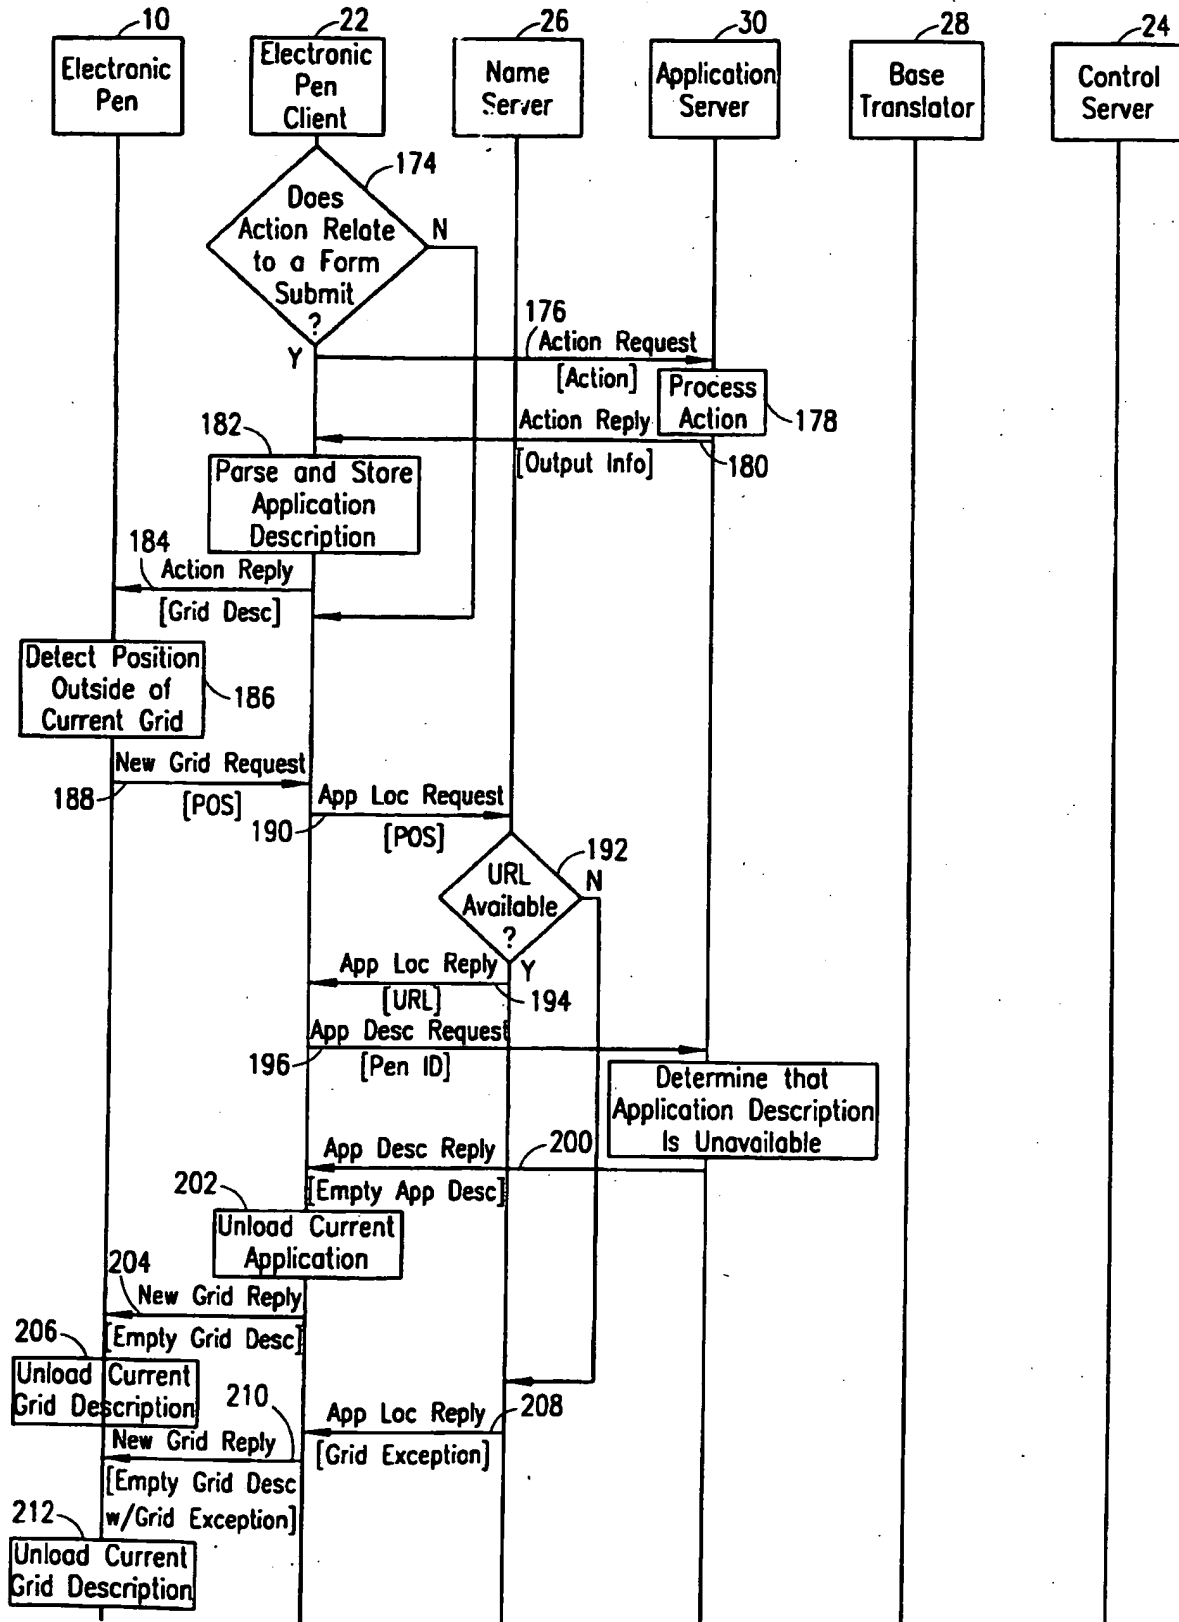 10
22
26
30
28
24
Electronic
Pen
Electronic
Pen
Client
Name
Server
Application
Server
Base
Translator
Control
Server
174
Does
Action Relate
to a Form
Submit
?
N
Y
176
Action Request
[Action]
Process
Action
178
Action Reply
180
[Output Info]
182
Parse and Store
Application
Description
184
Action Reply
[Grid Desc]
Detect Position
Outside of
Current Grid
186
New Grid Request
188
[POS]
App Loc Request
190
[POS]
192
URL
Available
?
N
Y
App Loc Reply
[URL]
194
App Desc Request
196
[Pen ID]
Determine that
Application Description
Is Unavailable
App Desc Reply
200
[Empty App Desc]
202
Unload Current
Application
204
New Grid Reply
[Empty Grid Desc]
206
Unload Current
Grid Description
210
App Loc Reply
208
[Grid Exception]
New Grid Reply
[Empty Grid Desc
w/Grid Exception]
212
Unload Current
Grid Description